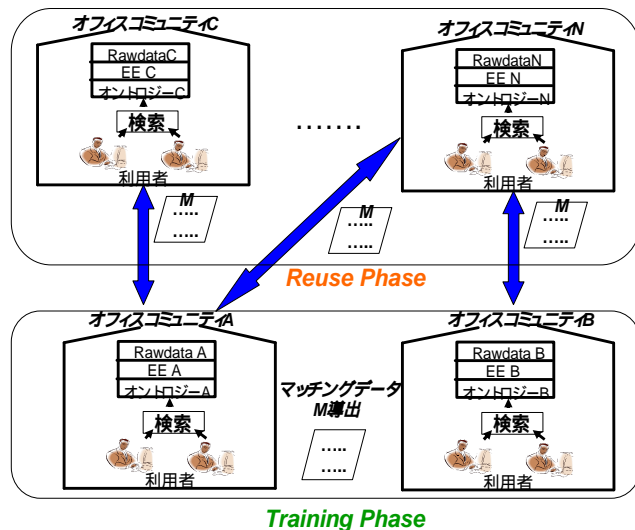 オフィスコミュニティC
RawdataC
EE C
オントロジーC
検索
利用者
.......
オフィスコミュニティN
RawdataN
EE N
オントロジーN
検索
利用者
M
.....
.....
M
.....
.....
M
.....
.....
Reuse Phase
オフィスコミュニティA
Rawdata A
EE A
オントロジーA
検索
利用者
マッチングデータ
M導出
.....
.....
オフィスコミュニティB
Rawdata B
EE B
オントロジーB
検索
利用者
Training Phase